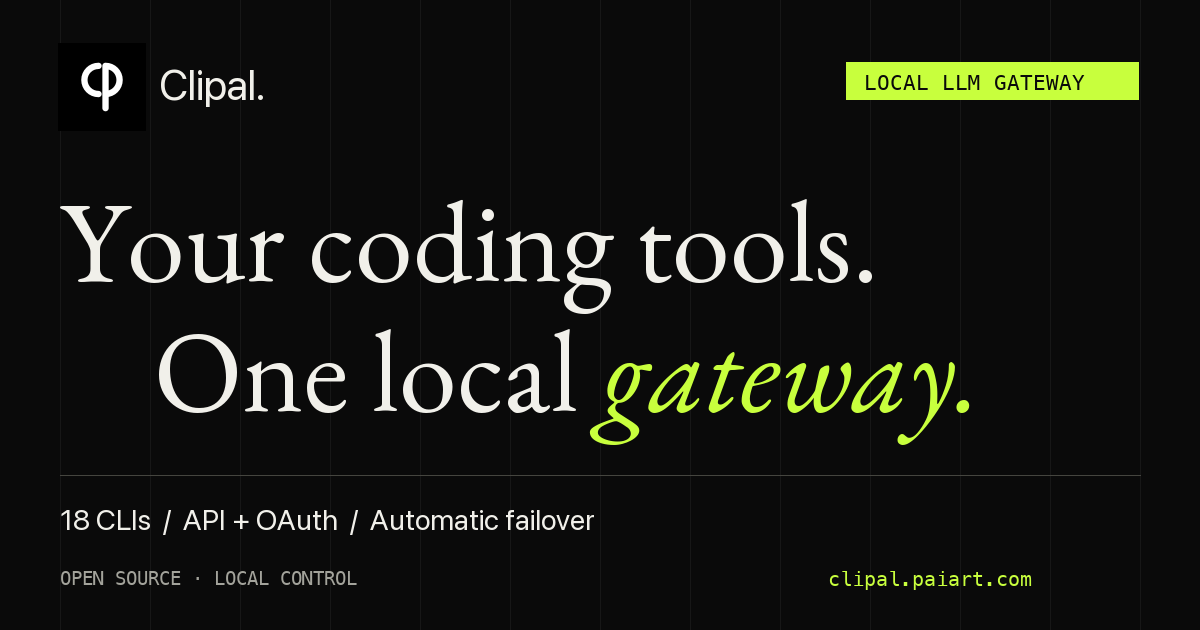 Clipal.
LOCAL LLM GATEWAY
Your coding tools.
One local gateway.
18 CLIs / API + OAuth / Automatic failover
OPEN SOURCE · LOCAL CONTROL
clipal.paiart.com